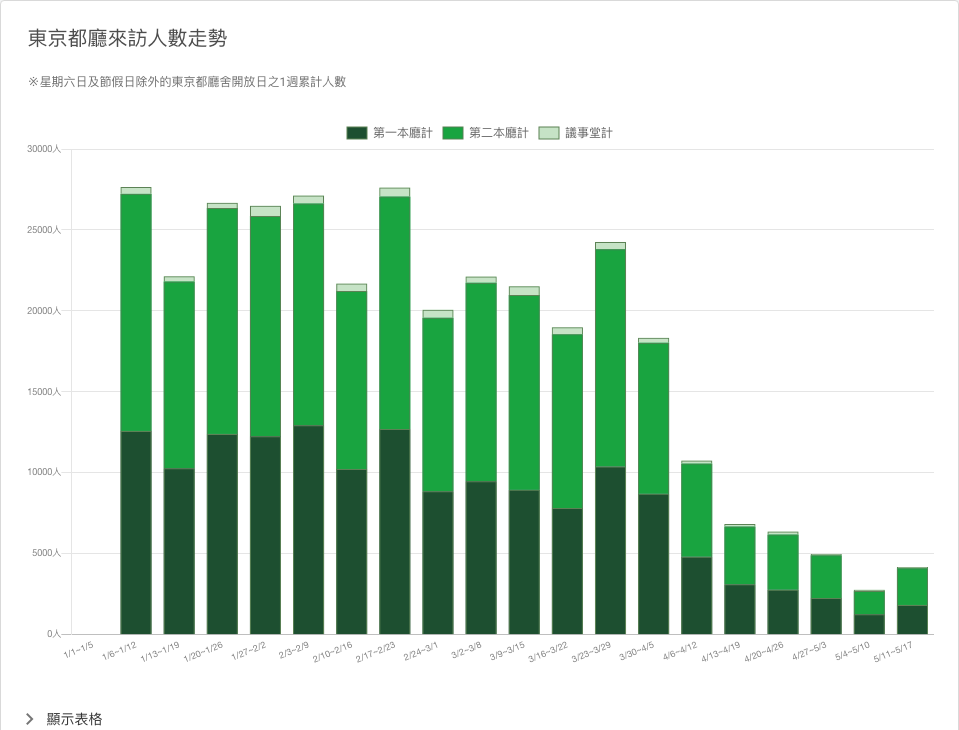 東京都廳來訪人數走勢
※星期六日及節假日除外的東京都廳舍開放日之1週累計人數
第一本廳計 第二本廳計 議事堂計
30000人
25000人
20000人
15000人
10000人
5000人
0人
1/1~1/5 1/6~1/12 1/13~1/19 1/20~1/26 1/27~2/2 2/3~2/9 2/10~2/16 2/17~2/23 2/24~3/1 3/2~3/8 3/9~3/15 3/16~3/22 3/23~3/29 3/30~4/5 4/6~4/12 4/13~4/19 4/20~4/26 4/27~5/3 5/4~5/10 5/11~5/17
顯示表格